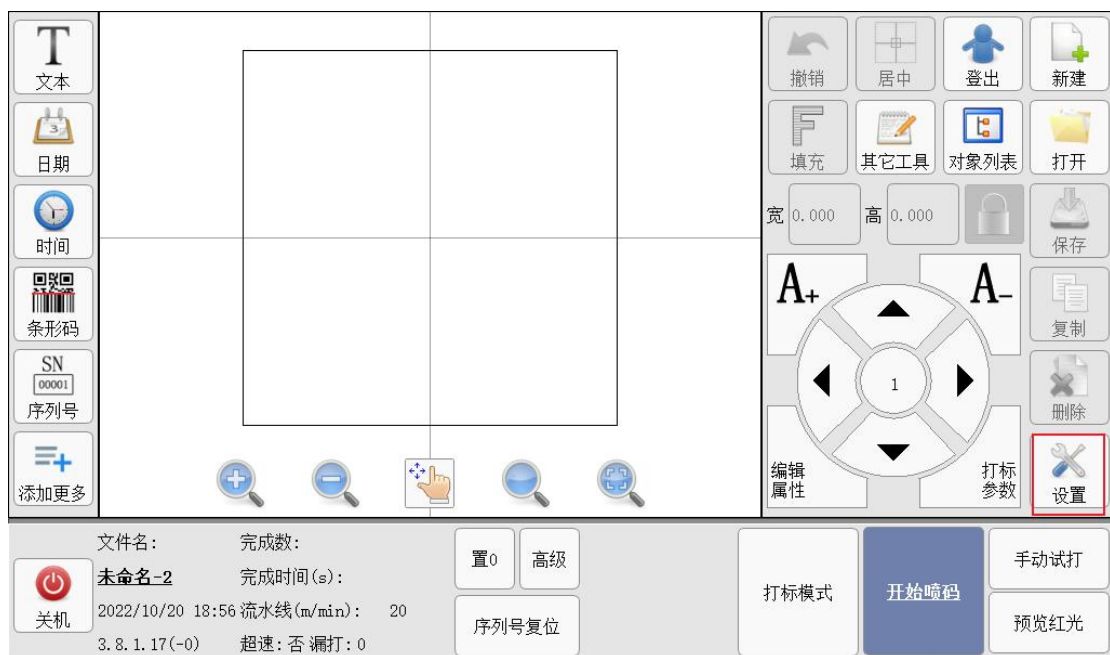 T
文本
3
日期
时间
条形码
SN
00001
序列号
添加更多
撤销
居中
登出
新建
F
填充
其它工具
对象列表
打开
宽 0.000
高 0.000
保存
A+
A-
复制
1
删除
编辑
属性
打标
参数
设置
文件名:
完成数:
未命名-2
完成时间(s):
2022/10/20 18:56 流水线(m/min): 20
3.8.1.17(-0)
超速: 否 漏打: 0
关机
置0
高级
序列号复位
打标模式
开始喷码
手动试打
预览红光